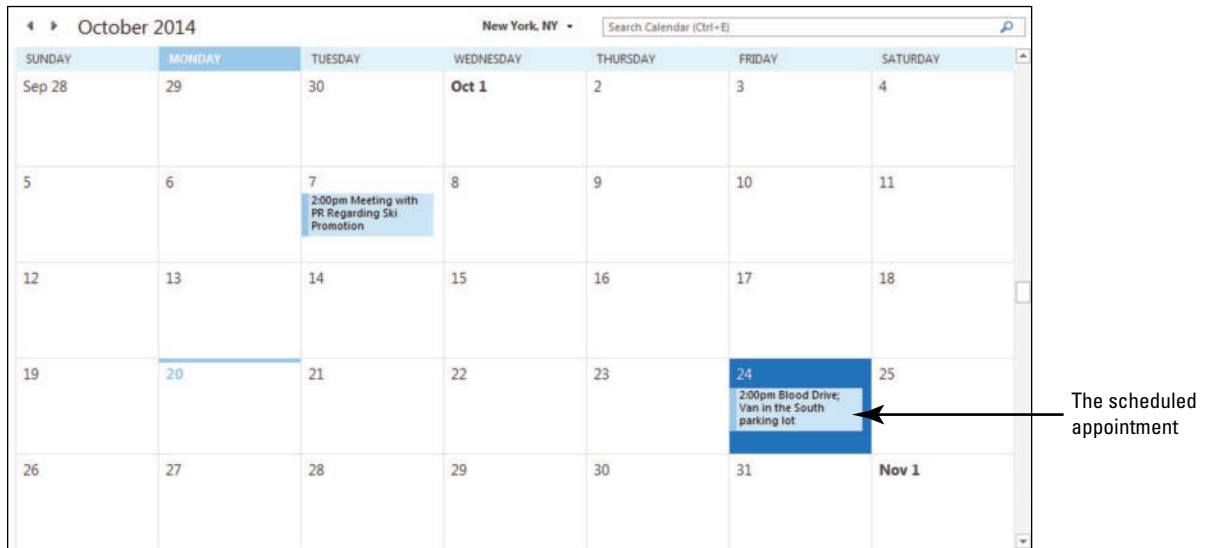 October 2014
New York, NY
Search Calendar (Ctrl+E)
SUNDAY MONDAY TUESDAY WEDNESDAY THURSDAY FRIDAY SATURDAY
Sep 28 29 30 Oct 1 2 3 4
5 6 7 8 9 10 11
2:00pm Meeting with
PR Regarding Ski
Promotion
12 13 14 15 16 17 18
19 20 21 22 23 24 25
2:00pm Blood Drive;
Van in the South
parking lot
The scheduled
appointment
26 27 28 29 30 31 Nov 1